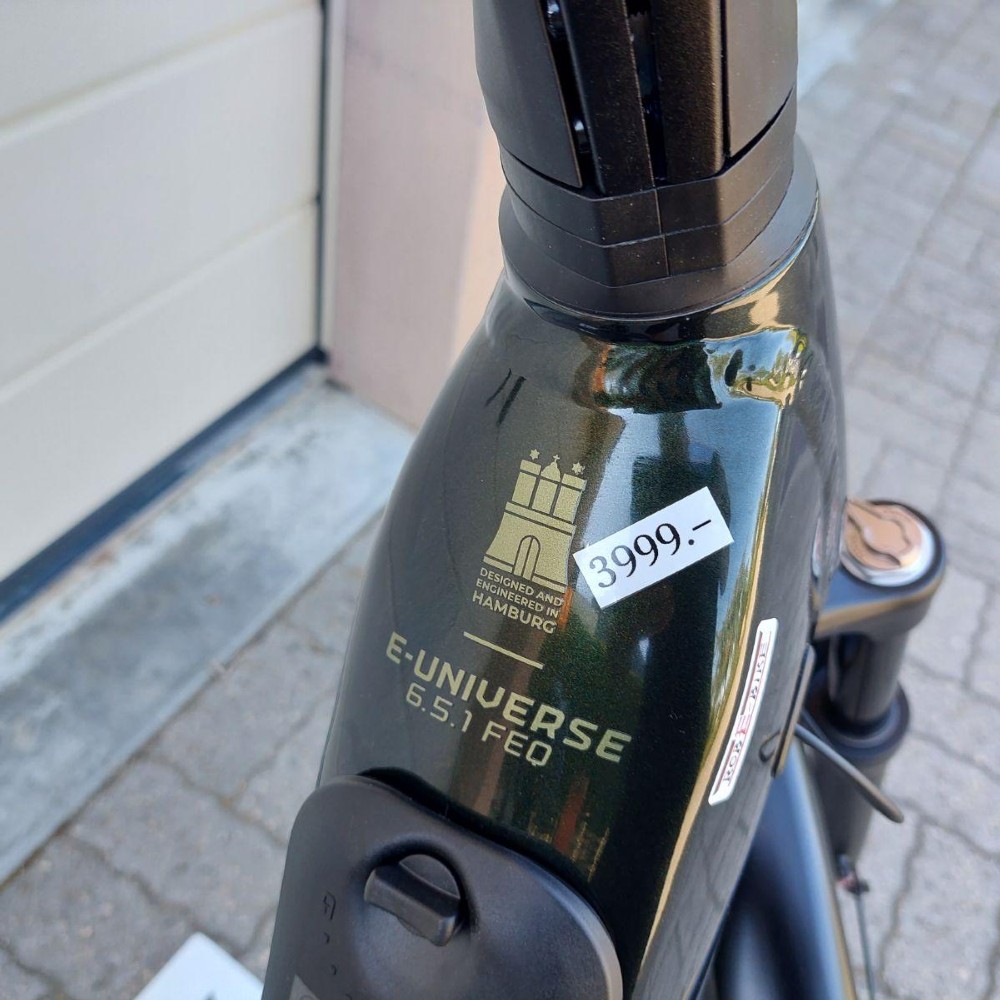 3999.-
DESIGNED AND
ENGINEERED IN
HAMBURG
E-UNIVERSE
6.5.1 FEQ